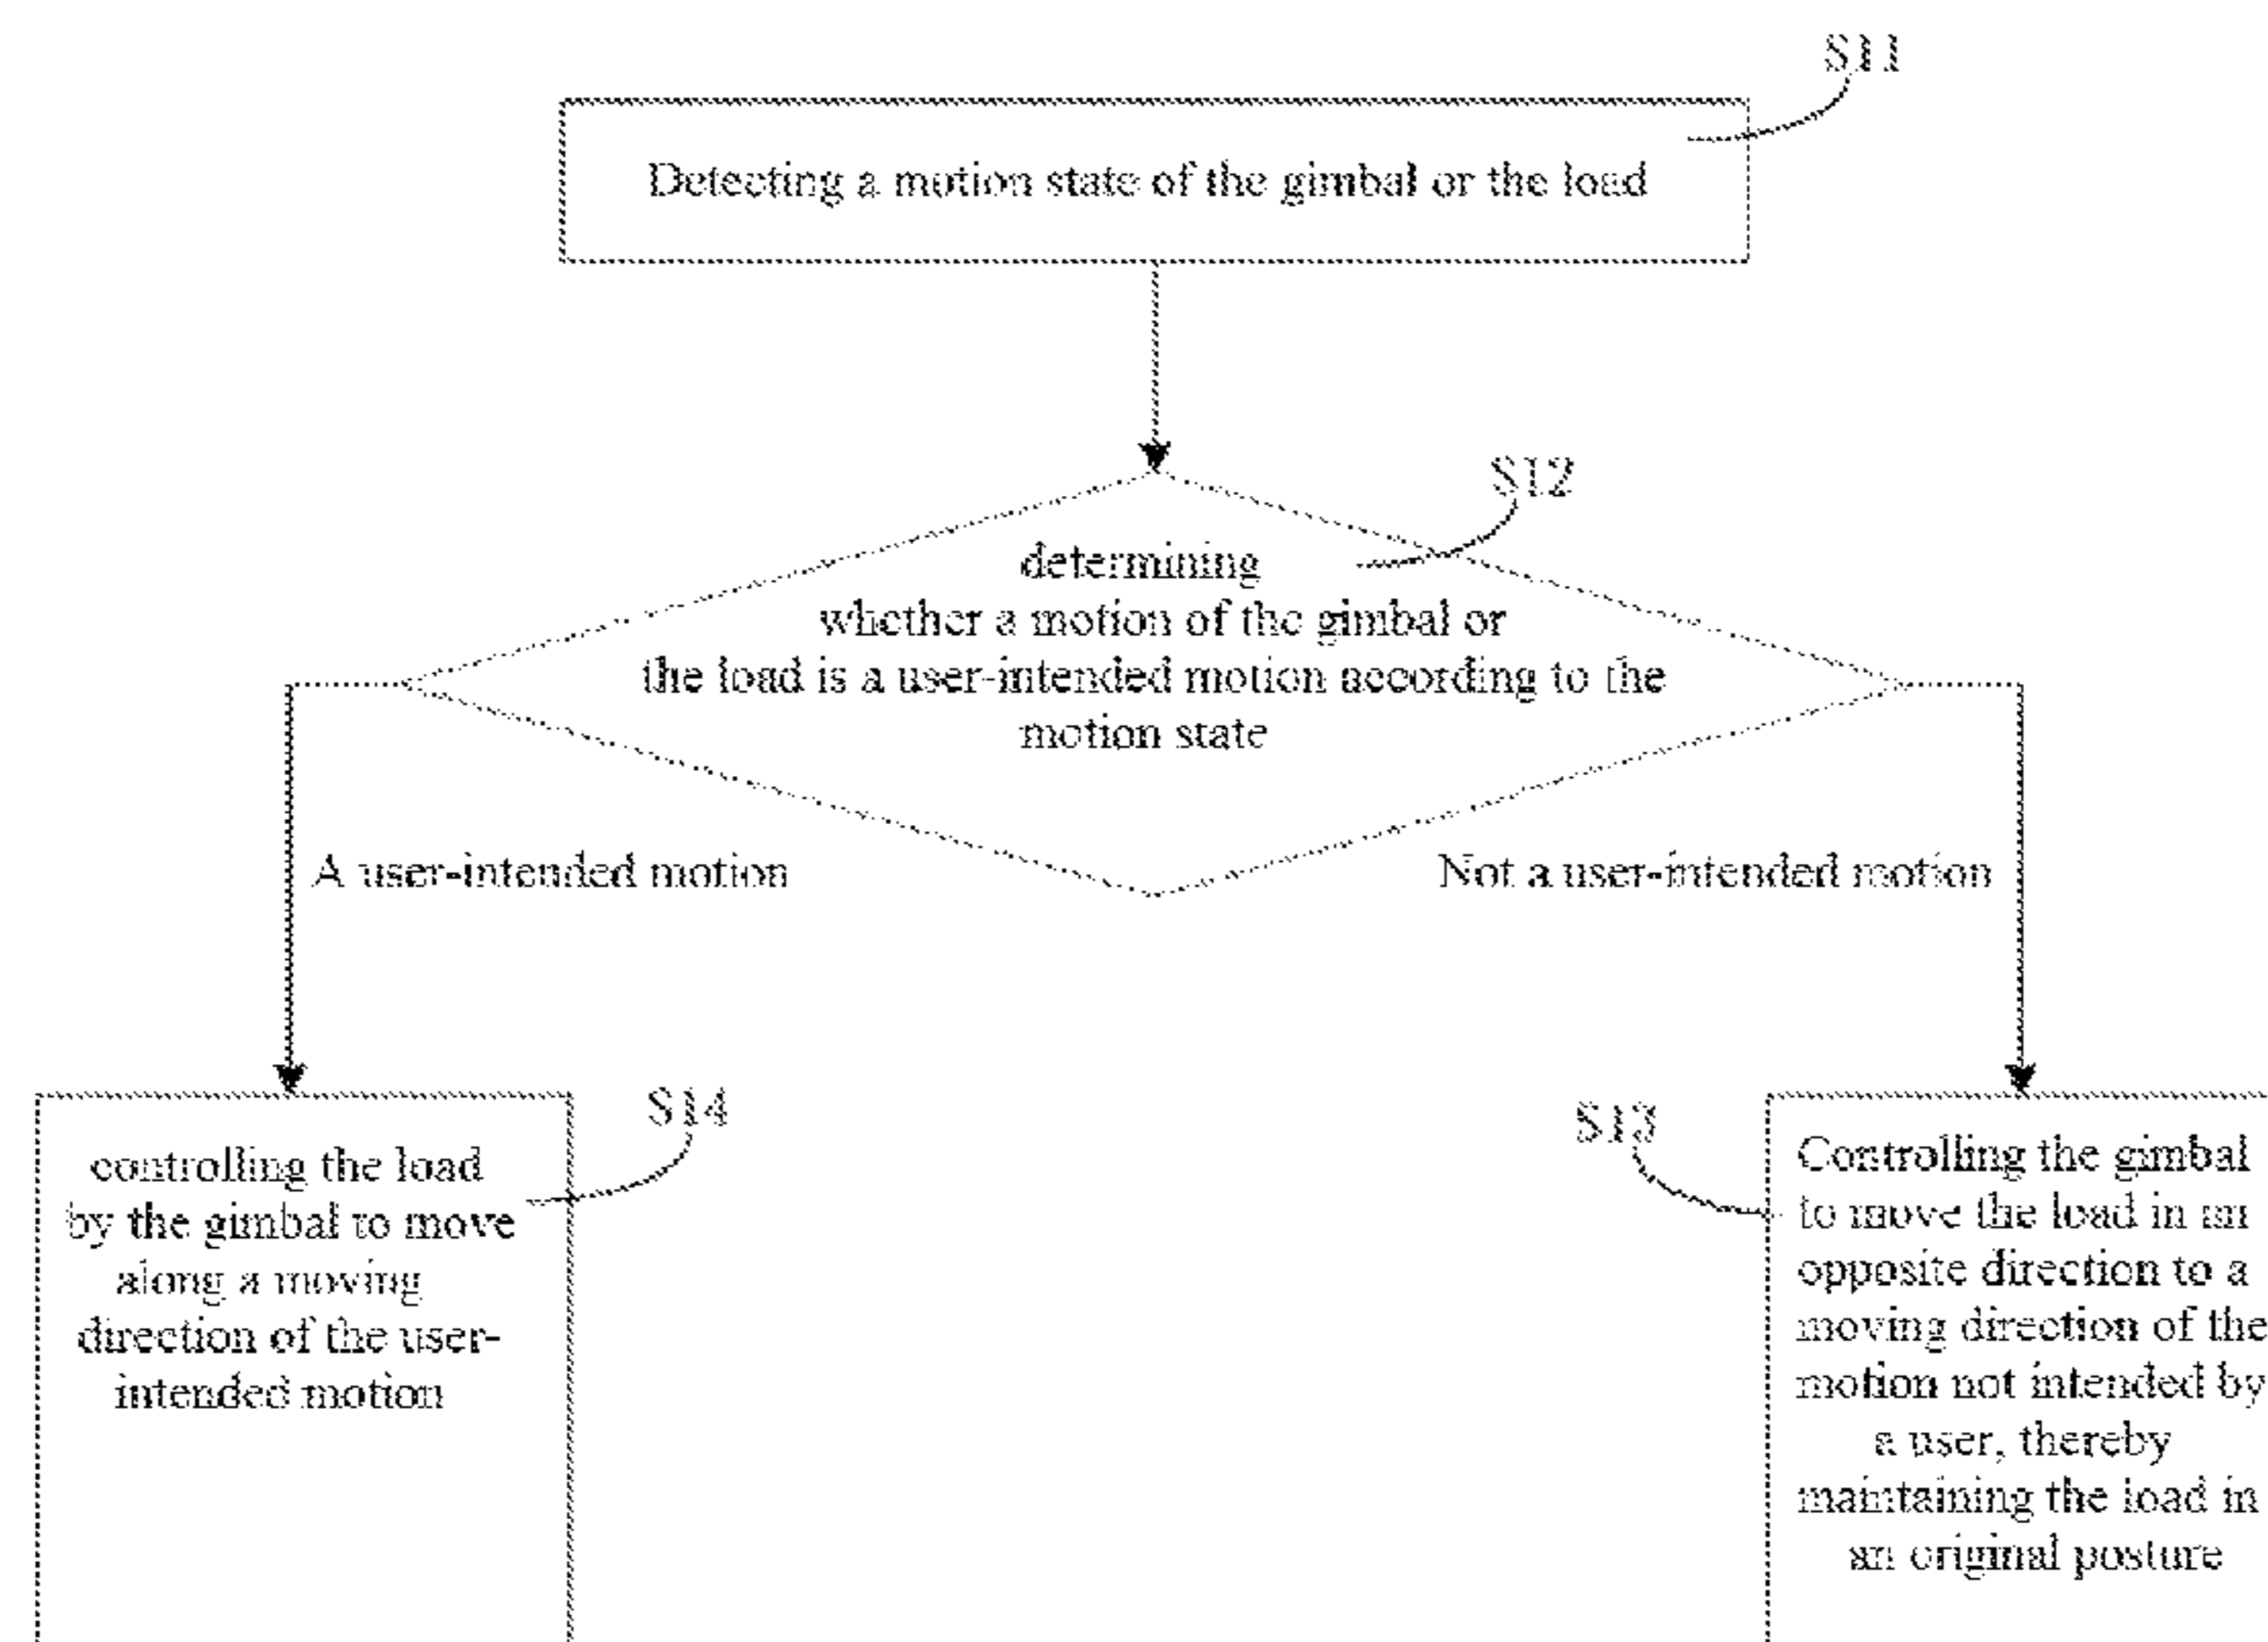 S11
Detecting a motion state of the gimbal or the load
S12
determining
whether a motion of the gimbal or
the load is a user-intended motion according to the
motion state
A user-intended motion
Not a user-intended motion
S14
controlling the load
by the gimbal to move
along a moving
direction of the user-
intended motion
S13
Controlling the gimbal
to move the load in an
opposite direction to a
moving direction of the
motion not intended by
a user, thereby
maintaining the load in
an original posture